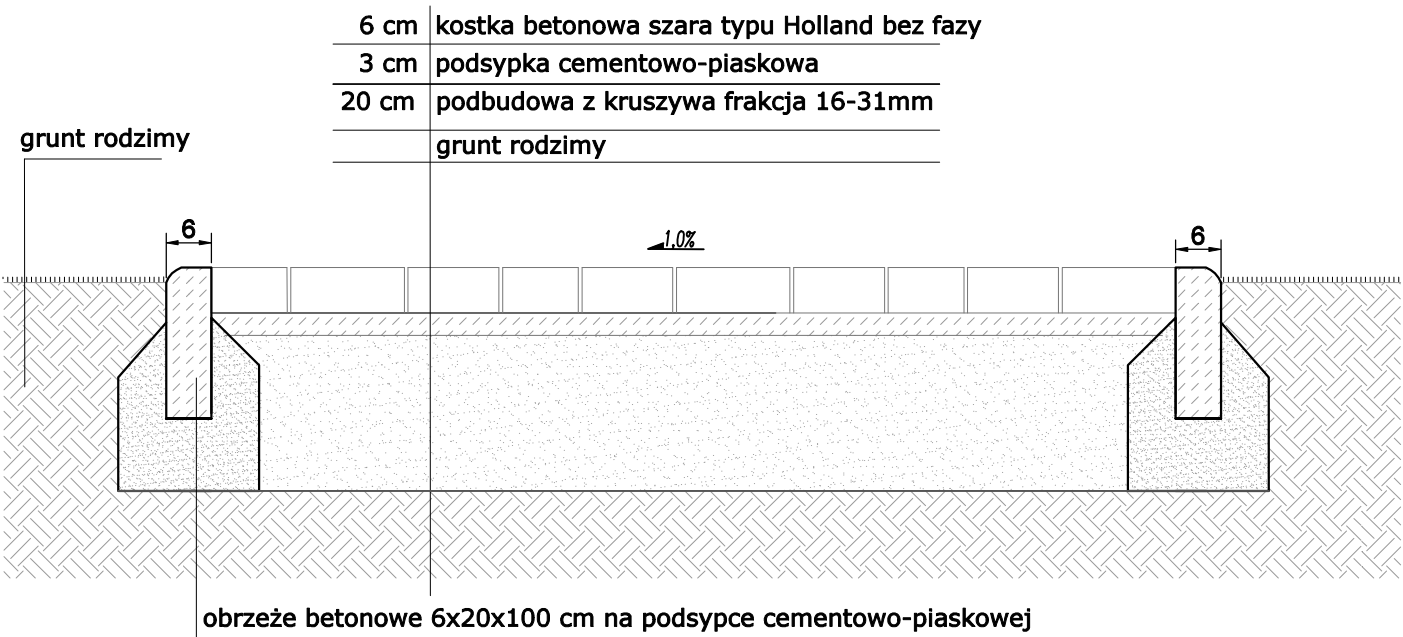 6 cm kostka betonowa szara typu Holland bez fazy
3 cm podsypka cementowo-piaskowa
20 cm podbudowa z kruszywa frakcja 16-31mm
grunt rodzimy
grunt rodzimy
6
1,0%
6
obrzeże betonowe 6x20x100 cm na podsypce cementowo-piaskowej